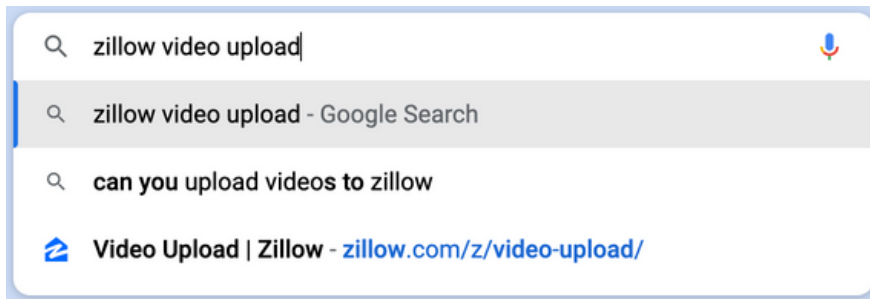 zillow video upload
zillow video upload - Google Search
can you upload videos to zillow
Video Upload | Zillow - zillow.com/z/video-upload/